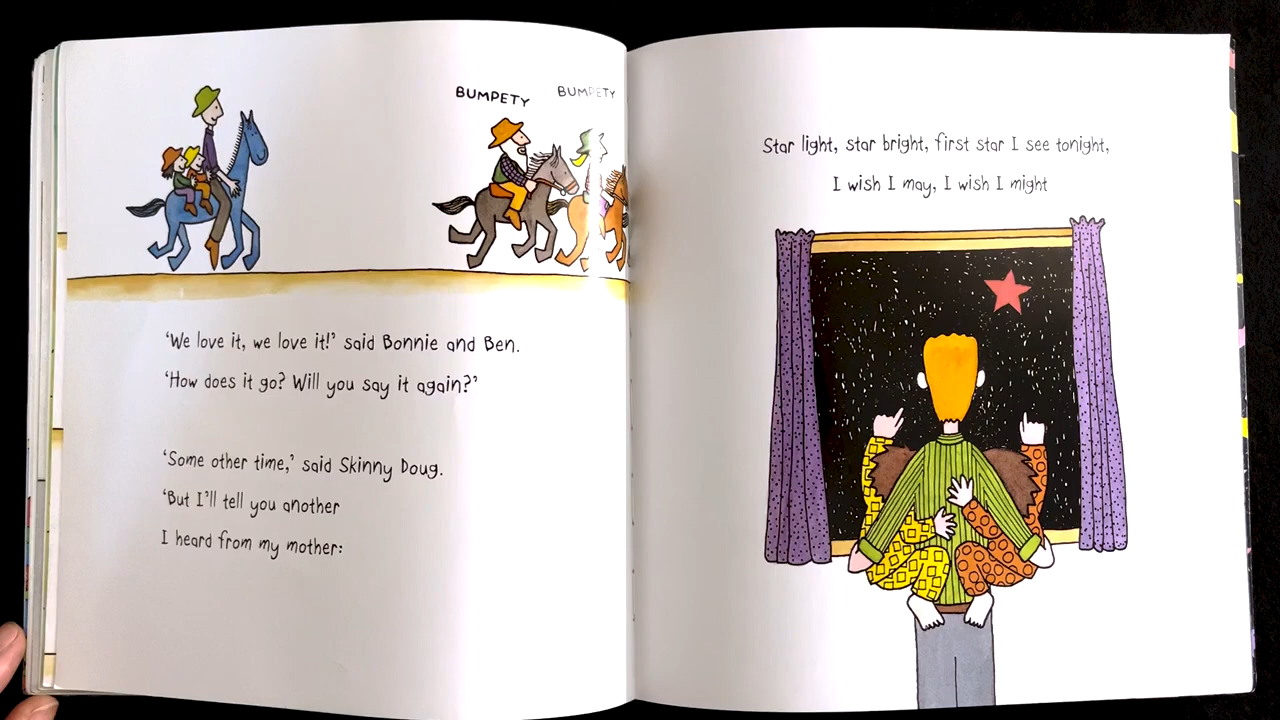 BUMPETY BUMPETY
‘We love it, we love it!’ said Bonnie and Ben.
‘How does it go? Will you say it again?’
‘Some other time,’ said Skinny Doug.
‘But I’ll tell you another
I heard from my mother:
Star light, star bright, first star I see tonight,
I wish I may, I wish I might